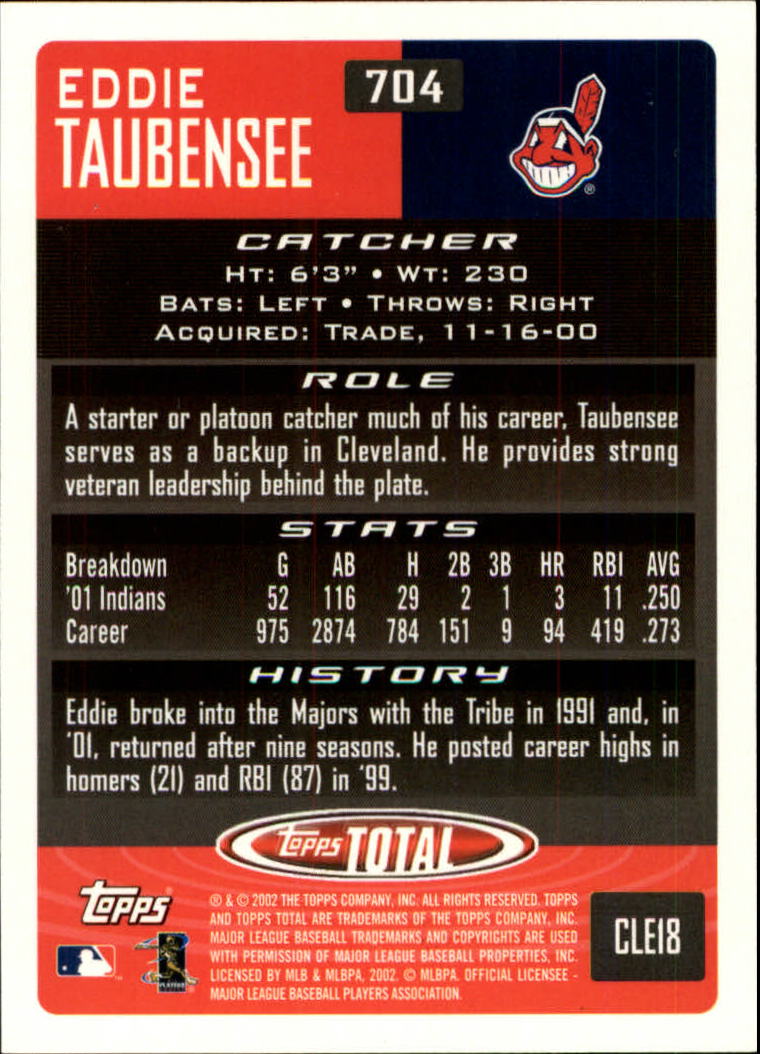 EDDIE
TAUBENSEE
704
®
CATCHER
HT: 6'3" • WT: 230
BATS: LEFT • THROWS: RIGHT
ACQUIRED: TRADE, 11-16-00
ROLE
A starter or platoon catcher much of his career, Taubensee
serves as a backup in Cleveland. He provides strong
veteran leadership behind the plate.
STATS
Breakdown G AB H 2B 3B HR RBI AVG
'01 Indians 52 116 29 2 1 3 11 .250
Career 975 2874 784 151 9 94 419 .273
HISTORY
Eddie broke into the Majors with the Tribe in 1991 and, in
'01, returned after nine seasons. He posted career highs in
homers (21) and RBI (87) in '99.
Topps TOTAL
Topps®
® & © 2002 THE TOPPS COMPANY, INC. ALL RIGHTS RESERVED. TOPPS
AND TOPPS TOTAL ARE TRADEMARKS OF THE TOPPS COMPANY, INC.
MAJOR LEAGUE BASEBALL TRADEMARKS AND COPYRIGHTS ARE USED
WITH PERMISSION OF MAJOR LEAGUE BASEBALL PROPERTIES, INC.
LICENSED BY MLB & MLBPA, 2002. © MLBPA. OFFICIAL LICENSEE -
MAJOR LEAGUE BASEBALL PLAYERS ASSOCIATION.
CLE18
PLAYERS